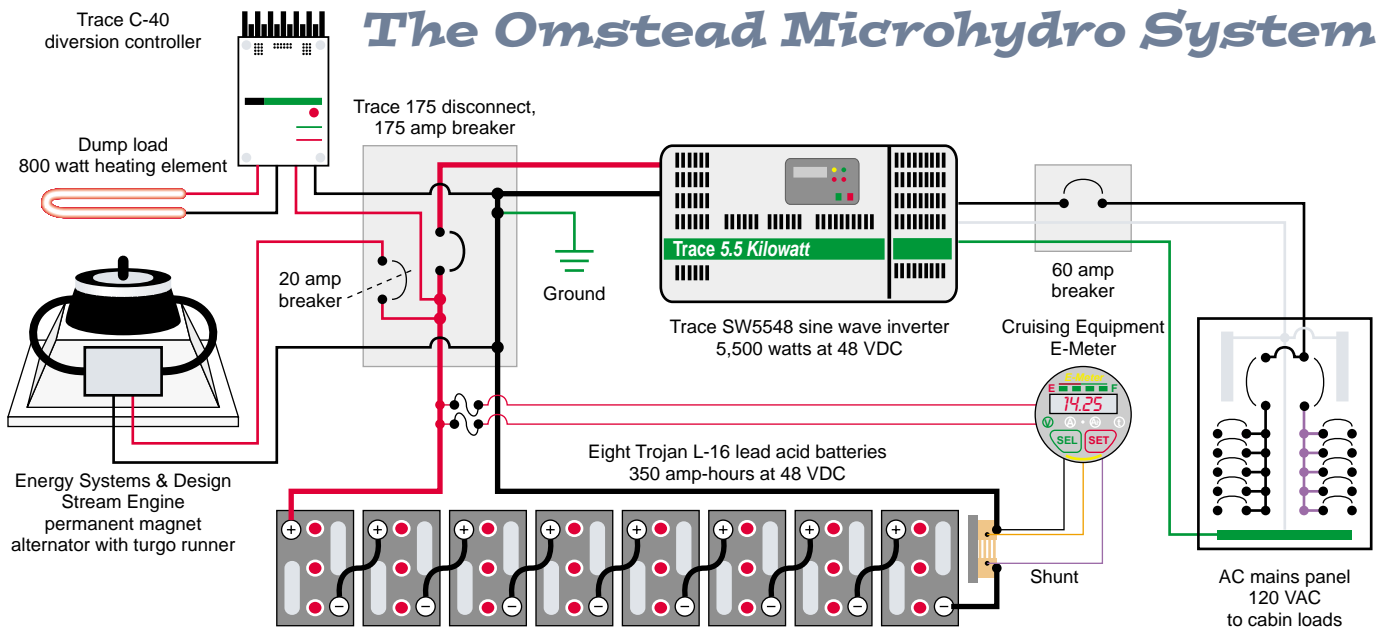 The Omstead Microhydro System
Trace C-40
diversion controller
Dump load
800 watt heating element
Trace 175 disconnect,
175 amp breaker
20 amp
breaker
Ground
Trace 5.5 Kilowatt
Trace SW5548 sine wave inverter
5,500 watts at 48 VDC
60 amp
breaker
Cruising Equipment
E-Meter
E-Meter
E F
14.25
V A Ah T
SEL SET
Energy Systems & Design
Stream Engine
permanent magnet
alternator with turgo runner
Eight Trojan L-16 lead acid batteries
350 amp-hours at 48 VDC
+ + + + + + + +
− − − − − − − −
Shunt
AC mains panel
120 VAC
to cabin loads